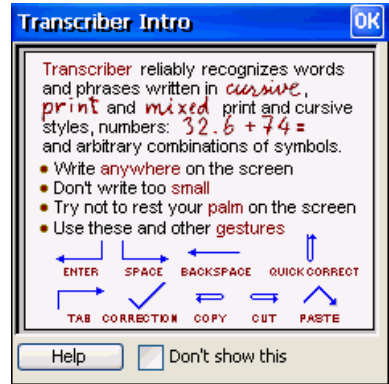 Transcriber Intro OK
Transcriber reliably recognizes words
and phrases written in cursive,
print and mixed print and cursive
styles, numbers: 32.6 + 74 =
and arbitrary combinations of symbols.
• Write anywhere on the screen
• Don't write too small
• Try not to rest your palm on the screen
• Use these and other gestures
ENTER SPACE BACKSPACE QUICK CORRECT
TAB CORRECTION COPY CUT PASTE
Help Don't show this